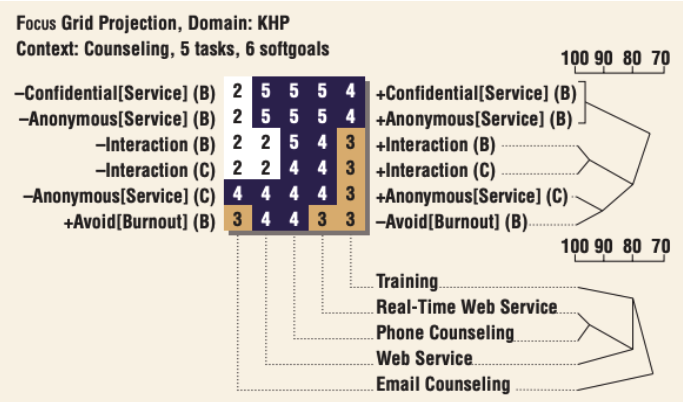 Focus Grid Projection, Domain: KHP
Context: Counseling, 5 tasks, 6 softgoals
100 90 80 70
–Confidential[Service] (B) 2 5 5 5 4 +Confidential[Service] (B)
–Anonymous[Service] (B) 2 5 5 5 4 +Anonymous[Service] (B)
–Interaction (B) 2 2 5 4 3 +Interaction (B)
–Interaction (C) 2 2 4 4 3 +Interaction (C)
–Anonymous[Service] (C) 4 4 4 4 3 +Anonymous[Service] (C)
+Avoid[Burnout] (B) 3 4 4 3 3 –Avoid[Burnout] (B)
100 90 80 70
Training
Real-Time Web Service
Phone Counseling
Web Service
Email Counseling